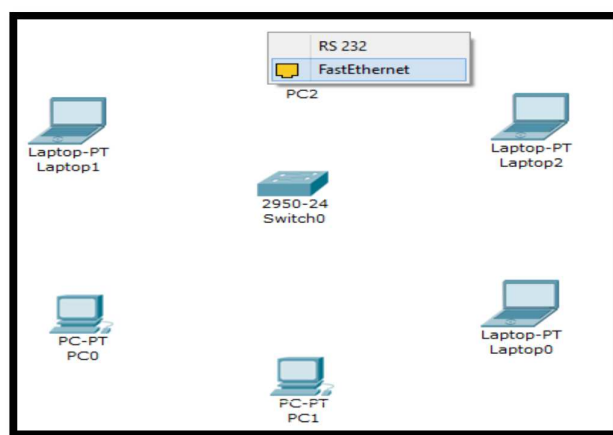 RS 232
FastEthernet
PC2
Laptop-PT
Laptop1
Laptop-PT
Laptop2
2950-24
Switch0
PC-PT
PC0
Laptop-PT
Laptop0
PC-PT
PC1